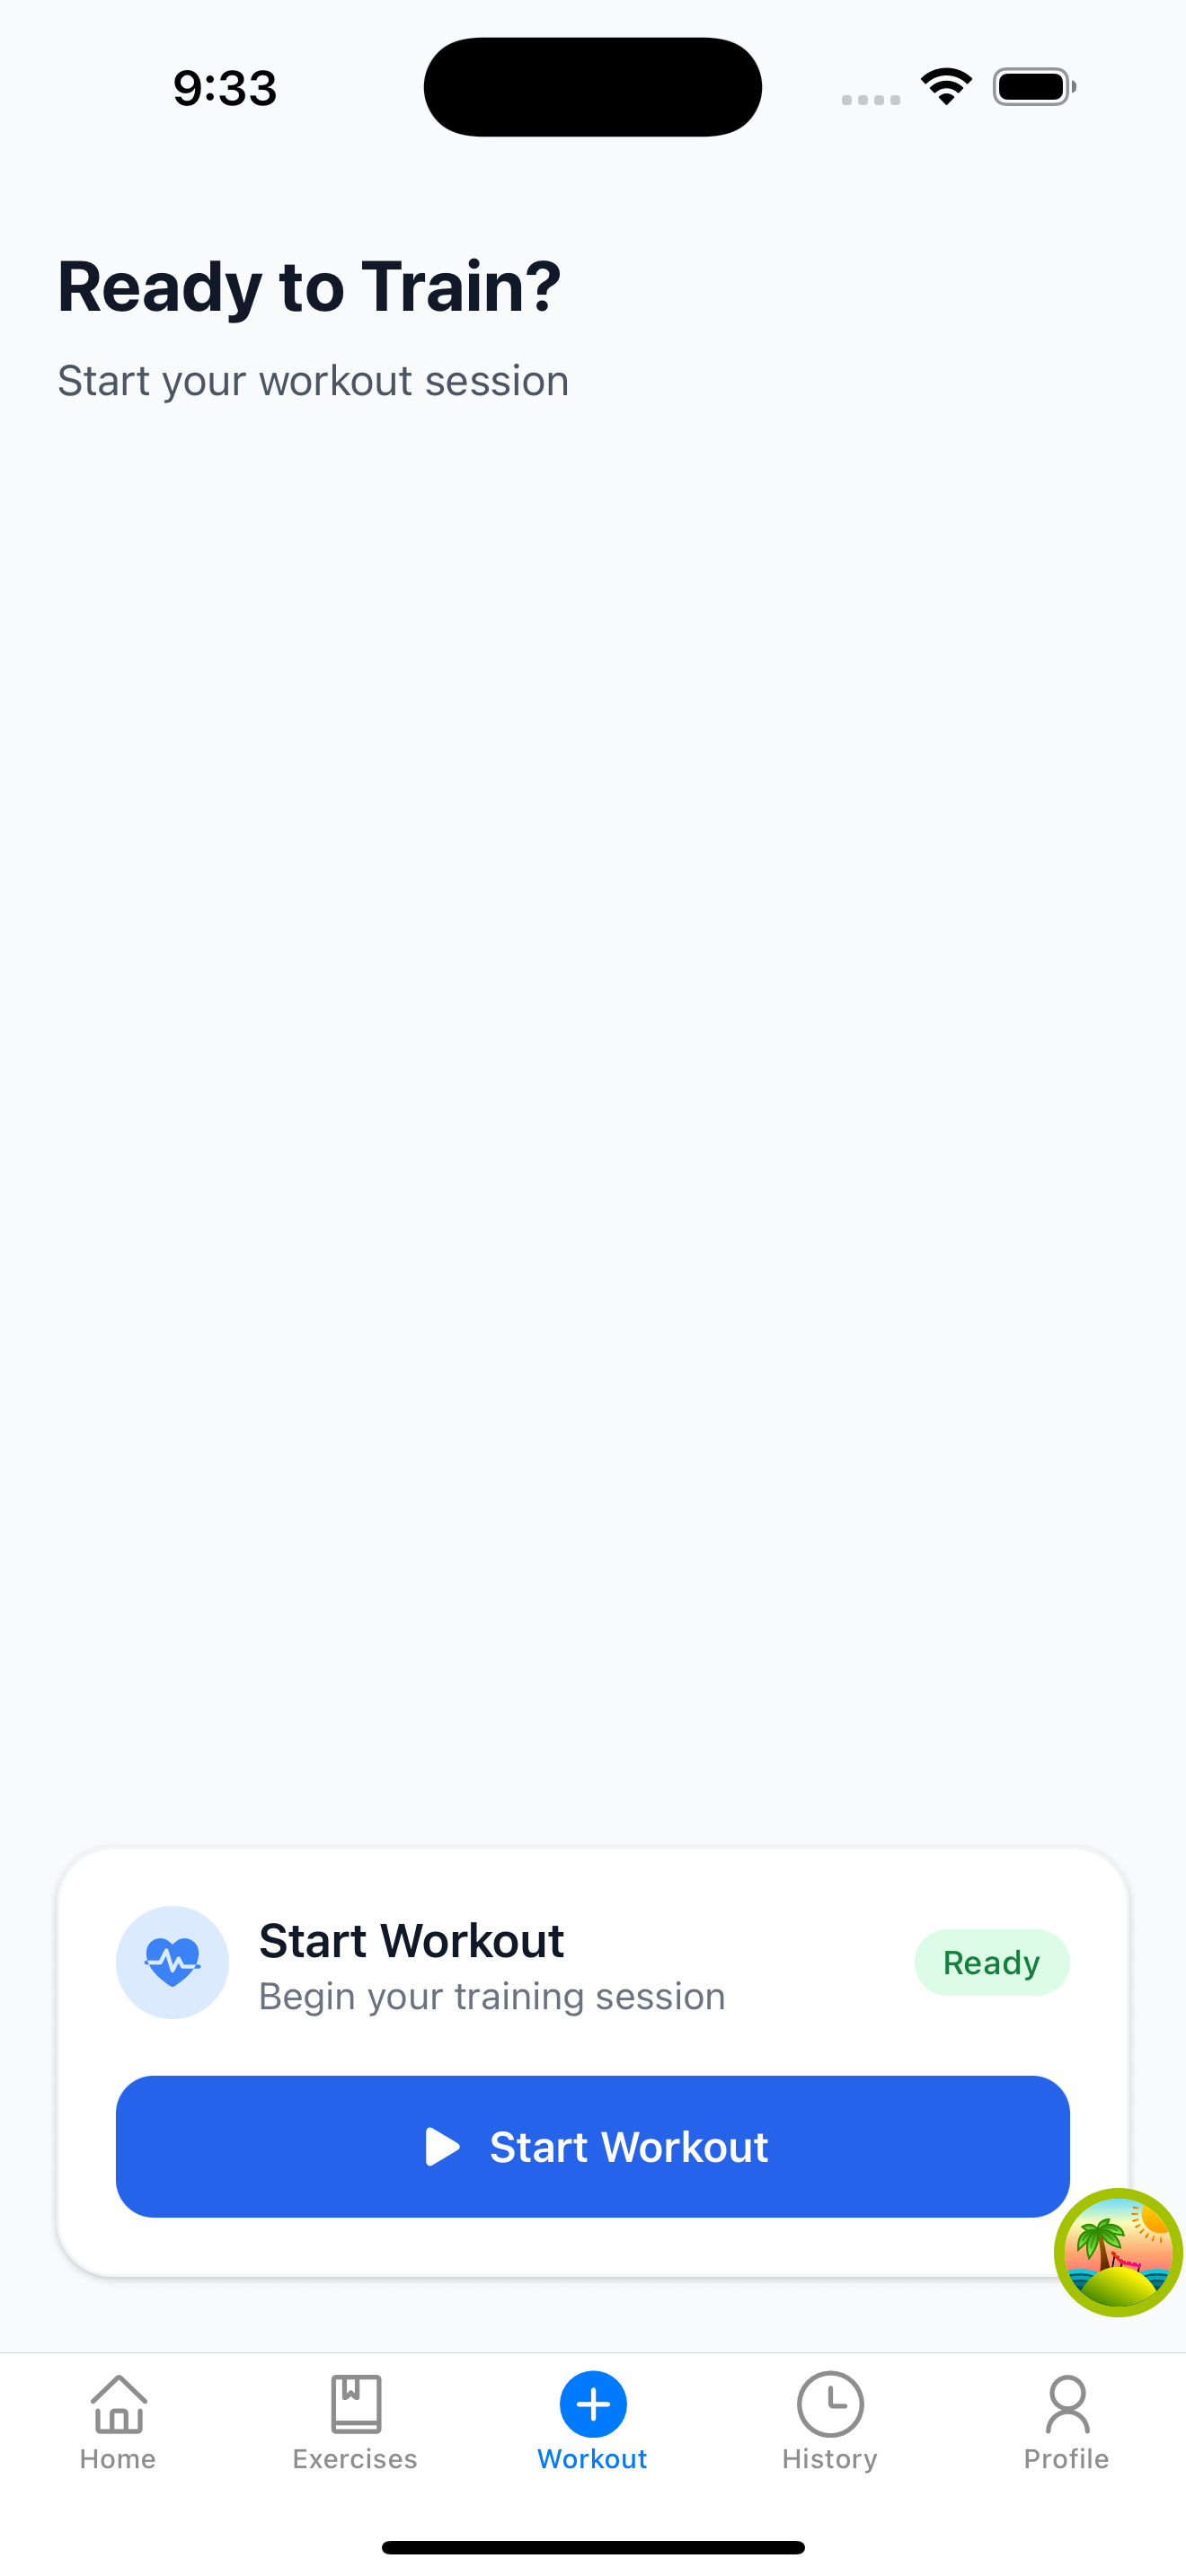 9:33
Ready to Train?
Start your workout session
Start Workout
Begin your training session
Ready
Start Workout
Home
Exercises
Workout
History
Profile